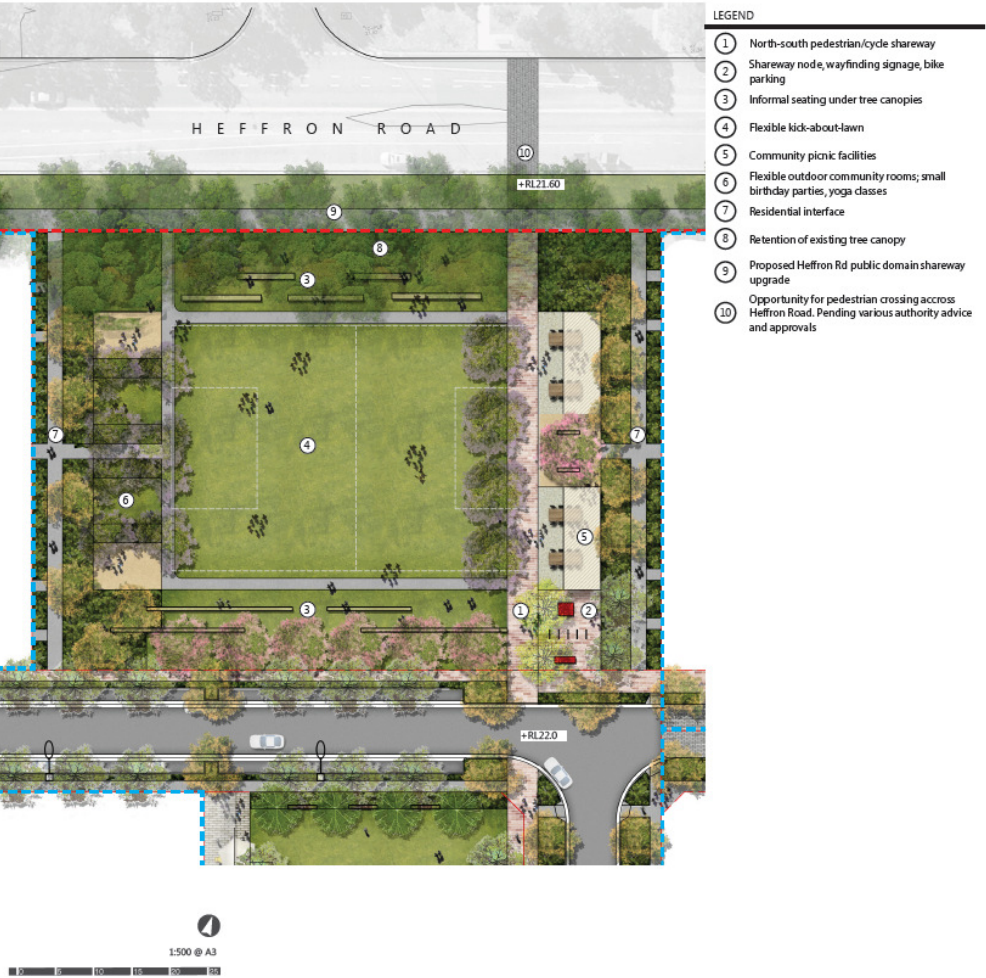 LEGEND
1 North-south pedestrian/cycle shareway
2 Shareway node, wayfinding signage, bike
parking
3 Informal seating under tree canopies
4 Flexible kick-about-lawn
5 Community picnic facilities
6 Flexible outdoor community rooms; small
birthday parties, yoga classes
7 Residential interface
8 Retention of existing tree canopy
9 Proposed Heffron Rd public domain shareway
upgrade
10 Opportunity for pedestrian crossing accross
Heffron Road. Pending various authority advice
and approvals
HEFFRON ROAD
10
+RL21.60
9
8
3
7
4
7
6
5
3
1
2
+RL22.0
1:500 @ A3
0 5 10 15 20 25